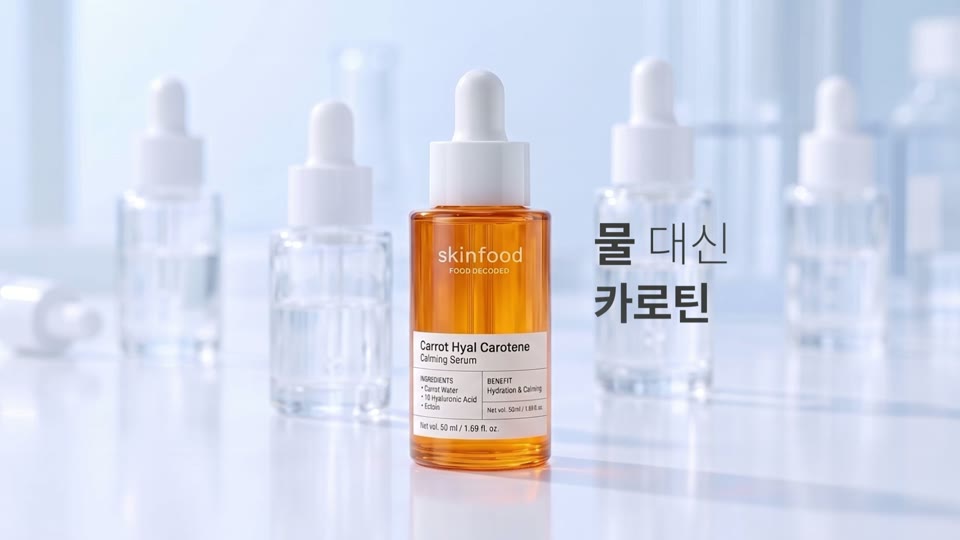 skinfood
FOOD DECODED
물 대신
카로틴
Carrot Hyal Carotene
Calming Serum
INGREDIENTS
• Carrot Water
• 10 Hyaluronic Acid
• Ectoin
BENEFIT
Hydration & Calming
Net vol. 50ml / 1.69 fl. oz.
Net vol. 50 ml / 1.69 fl. oz.